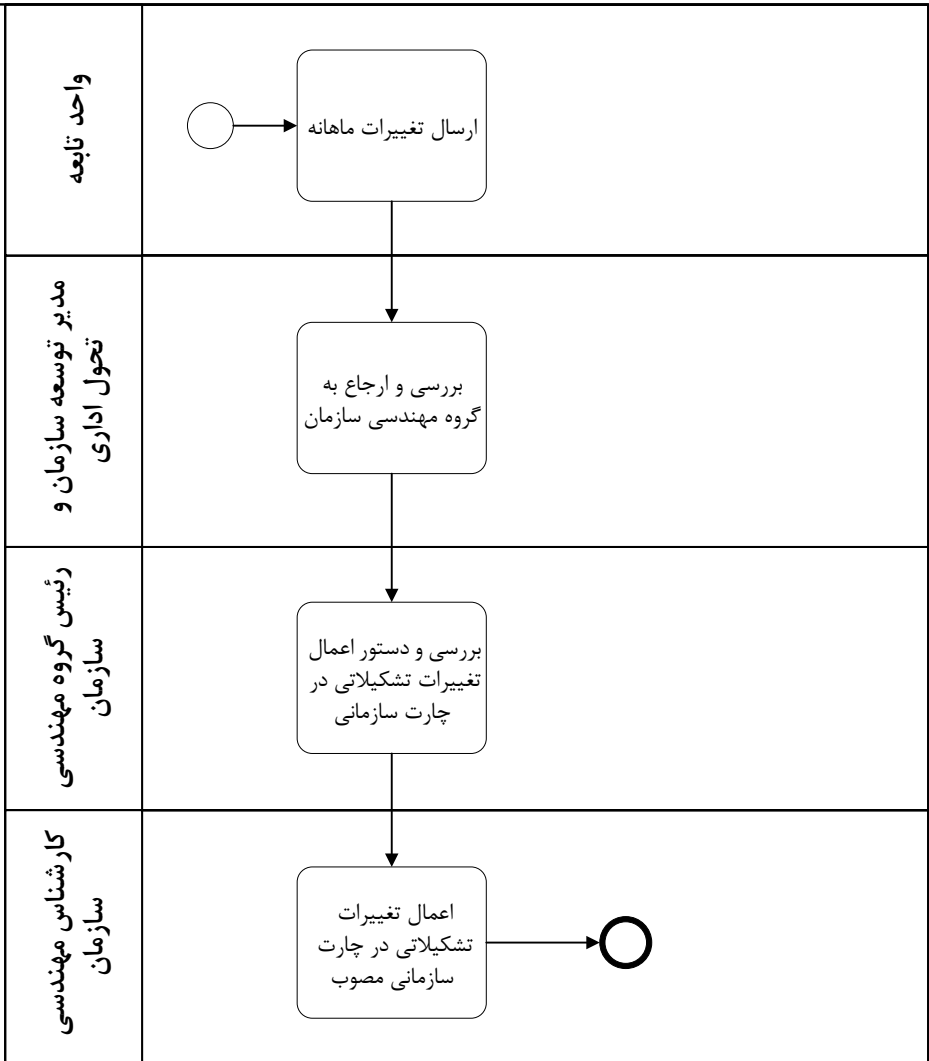 واحد تابعه
ارسال تغییرات ماهانه
مدیر توسعه سازمان و
تحول اداری
بررسی و ارجاع به
گروه مهندسی سازمان
رئیس گروه مهندسی
سازمان
بررسی و دستور اعمال
تغییرات تشکیلاتی در
چارت سازمانی
کارشناس مهندسی
سازمان
اعمال تغییرات
تشکیلاتی در چارت
سازمانی مصوب